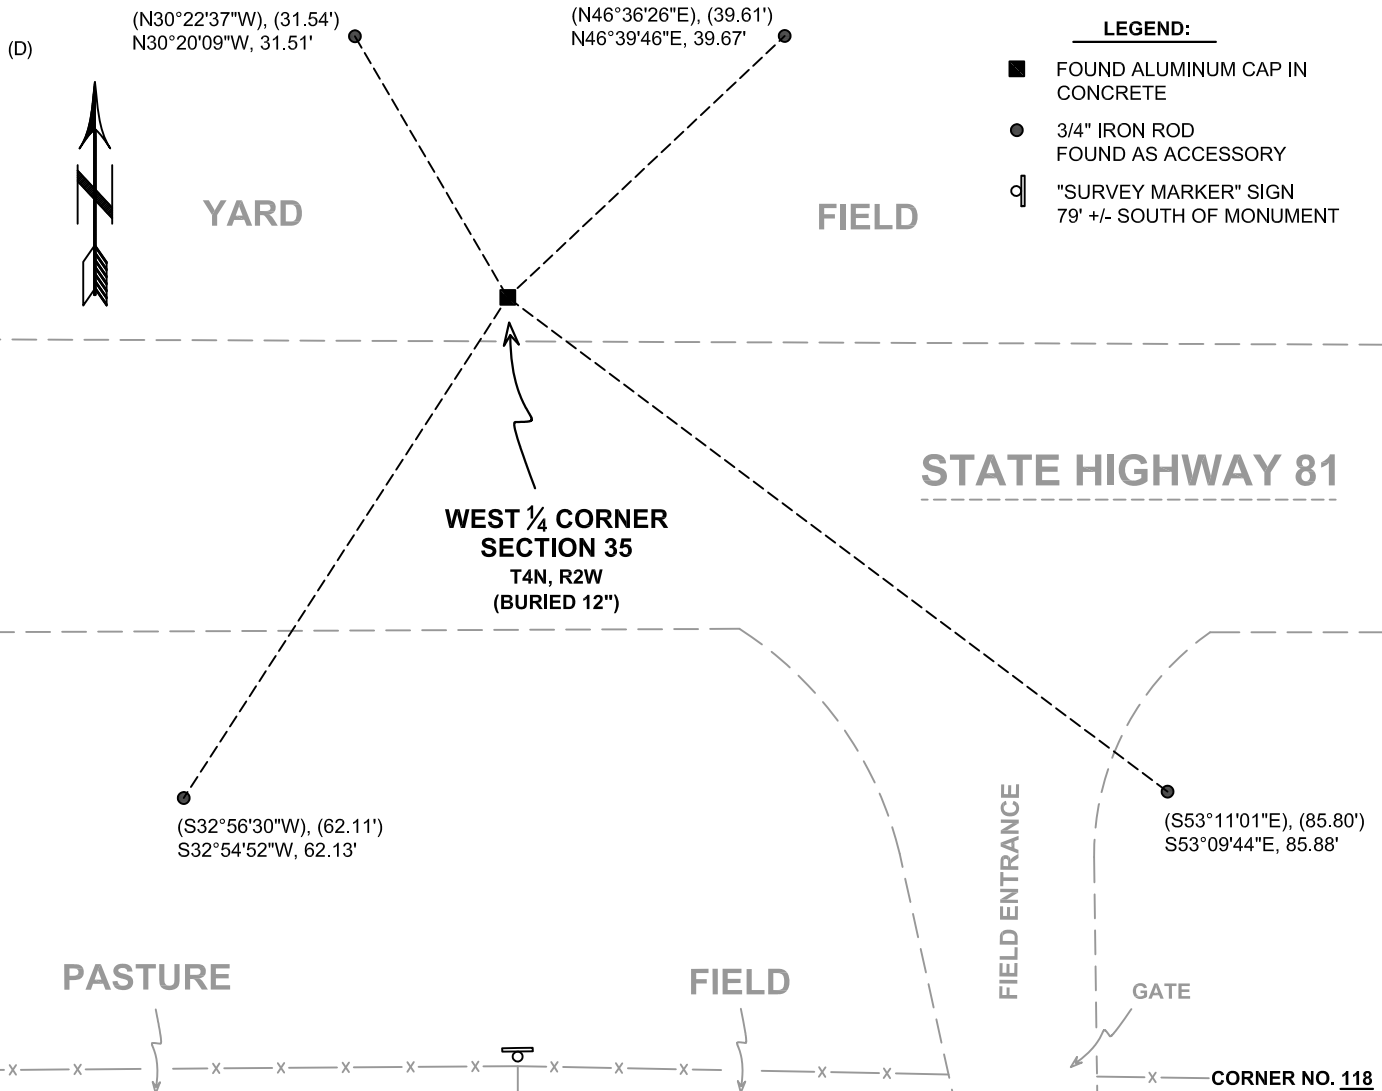 (D)
(N30°22'37"W), (31.54')
N30°20'09"W, 31.51'
(N46°36'26"E), (39.61')
N46°39'46"E, 39.67'
LEGEND:
FOUND ALUMINUM CAP IN
CONCRETE
3/4" IRON ROD
FOUND AS ACCESSORY
"SURVEY MARKER" SIGN
79' +/- SOUTH OF MONUMENT
N
YARD
FIELD
STATE HIGHWAY 81
WEST 1/4 CORNER
SECTION 35
T4N, R2W
(BURIED 12")
(S32°56'30"W), (62.11')
S32°54'52"W, 62.13'
(S53°11'01"E), (85.80')
S53°09'44"E, 85.88'
FIELD ENTRANCE
PASTURE
FIELD
GATE
CORNER NO. 118